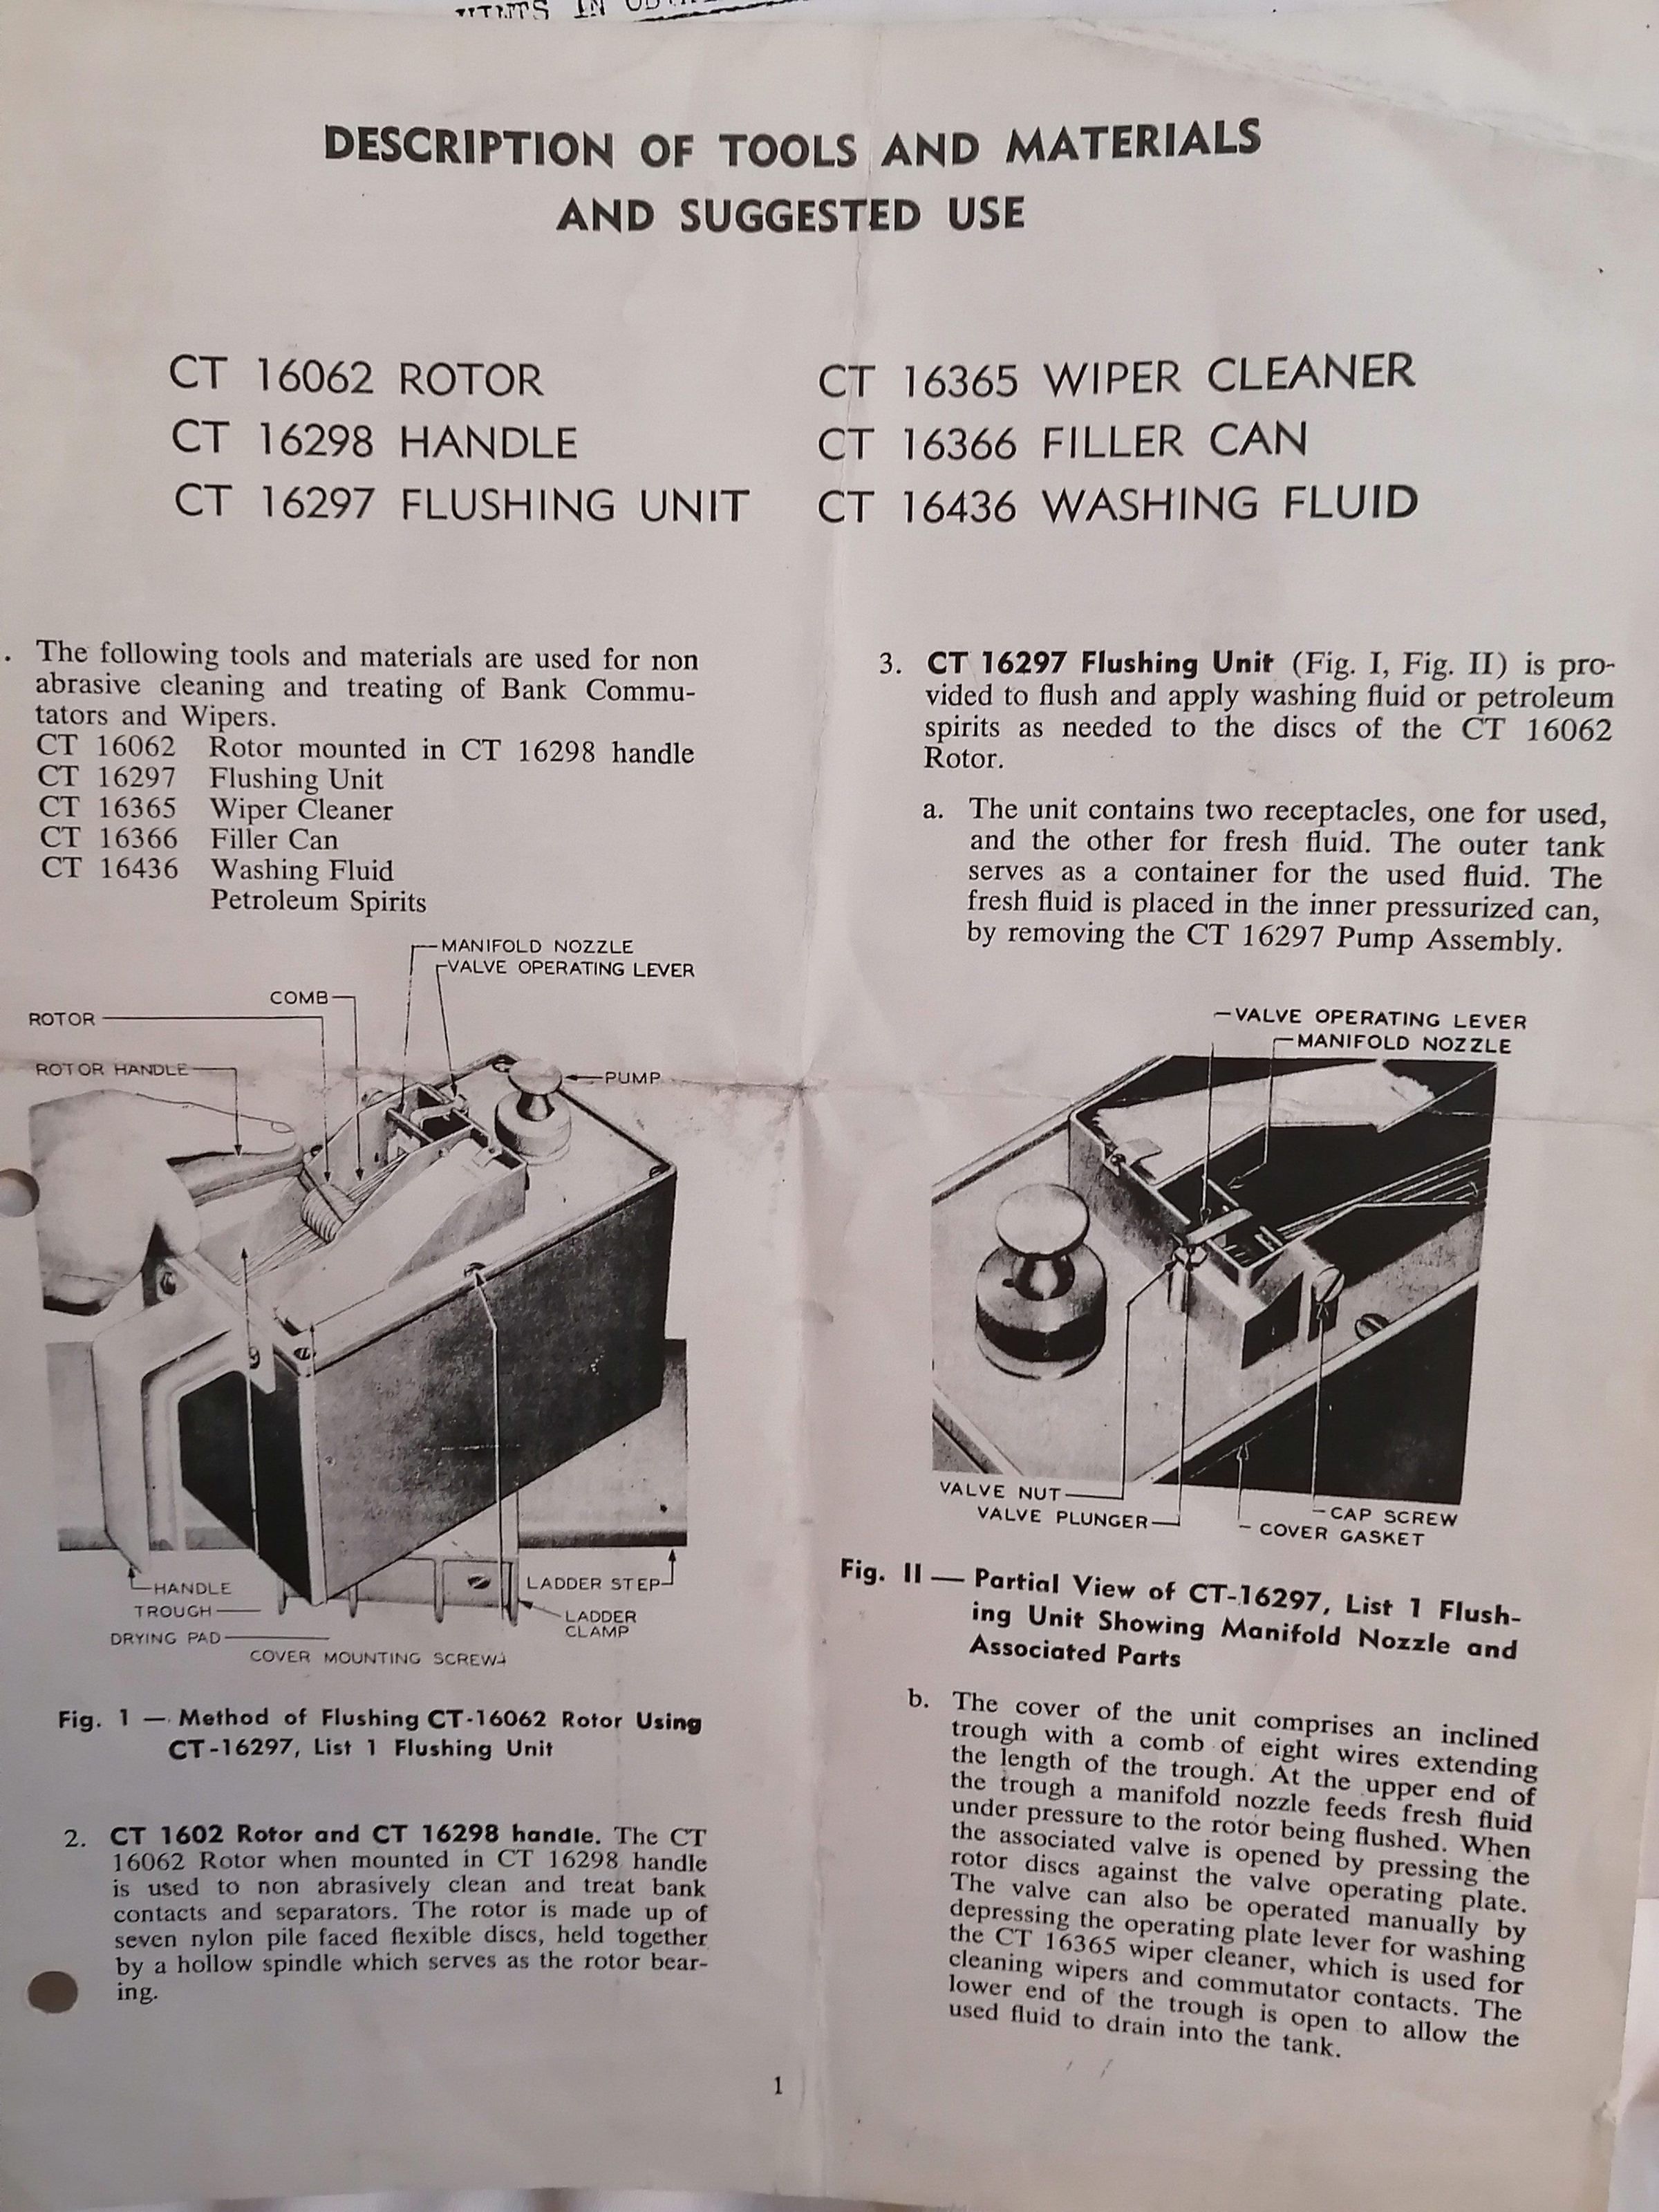 IN
DESCRIPTION OF TOOLS AND MATERIALS
AND SUGGESTED USE
CT 16062 ROTOR
CT 16298 HANDLE
CT 16297 FLUSHING UNIT
CT 16365 WIPER CLEANER
CT 16366 FILLER CAN
CT 16436 WASHING FLUID
. The following tools and materials are used for non
abrasive cleaning and treating of Bank Commu-
tators and Wipers.
CT 16062 Rotor mounted in CT 16298 handle
CT 16297 Flushing Unit
CT 16365 Wiper Cleaner
CT 16366 Filler Can
CT 16436 Washing Fluid
Petroleum Spirits
MANIFOLD NOZZLE
VALVE OPERATING LEVER
COMB
ROTOR
ROTOR HANDLE
PUMP
HANDLE
TROUGH
DRYING PAD
COVER MOUNTING SCREW
LADDER STEP
LADDER
CLAMP
Fig. 1 — Method of Flushing CT-16062 Rotor Using
CT-16297, List 1 Flushing Unit
2. CT 1602 Rotor and CT 16298 handle. The CT
16062 Rotor when mounted in CT 16298 handle
is used to non abrasively clean and treat bank
contacts and separators. The rotor is made up of
seven nylon pile faced flexible discs, held together
by a hollow spindle which serves as the rotor bear-
ing.
3. CT 16297 Flushing Unit (Fig. I, Fig. II) is pro-
vided to flush and apply washing fluid or petroleum
spirits as needed to the discs of the CT 16062
Rotor.
a. The unit contains two receptacles, one for used,
and the other for fresh fluid. The outer tank
serves as a container for the used fluid. The
fresh fluid is placed in the inner pressurized can,
by removing the CT 16297 Pump Assembly.
VALVE OPERATING LEVER
MANIFOLD NOZZLE
VALVE NUT
VALVE PLUNGER
CAP SCREW
COVER GASKET
Fig. II — Partial View of CT-16297, List 1 Flush-
ing Unit Showing Manifold Nozzle and
Associated Parts
b. The cover of the unit comprises an inclined
trough with a comb of eight wires extending
the length of the trough. At the upper end of
the trough a manifold nozzle feeds fresh fluid
under pressure to the rotor being flushed. When
the associated valve is opened by pressing the
rotor discs against the valve operating plate.
The valve can also be operated manually by
depressing the operating plate lever for washing
the CT 16365 wiper cleaner, which is used for
cleaning wipers and commutator contacts. The
lower end of the trough is open to allow the
used fluid to drain into the tank.
1